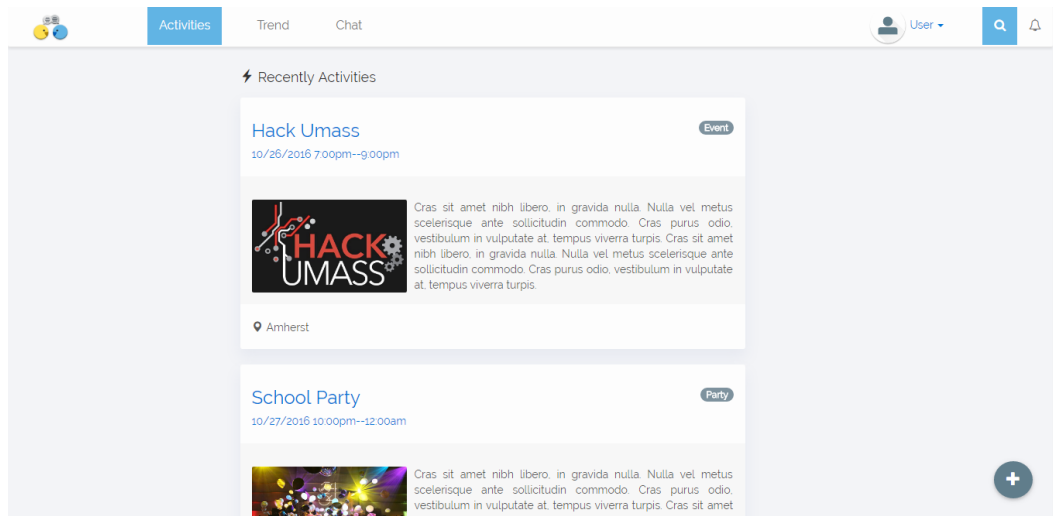 Activities Trend Chat User
Recently Activities
Hack Umass Event
10/26/2016 7:00pm--9:00pm
Cras sit amet nibh libero, in gravida nulla. Nulla vel metus
scelerisque ante sollicitudin commodo. Cras purus odio,
vestibulum in vulputate at, tempus viverra turpis. Cras sit amet
nibh libero, in gravida nulla. Nulla vel metus scelerisque ante
sollicitudin commodo. Cras purus odio, vestibulum in vulputate
at, tempus viverra turpis.
HACK
UMASS
Amherst
School Party Party
10/27/2016 10:00pm--12:00am
Cras sit amet nibh libero, in gravida nulla. Nulla vel metus
scelerisque ante sollicitudin commodo. Cras purus odio,
vestibulum in vulputate at, tempus viverra turpis. Cras sit amet